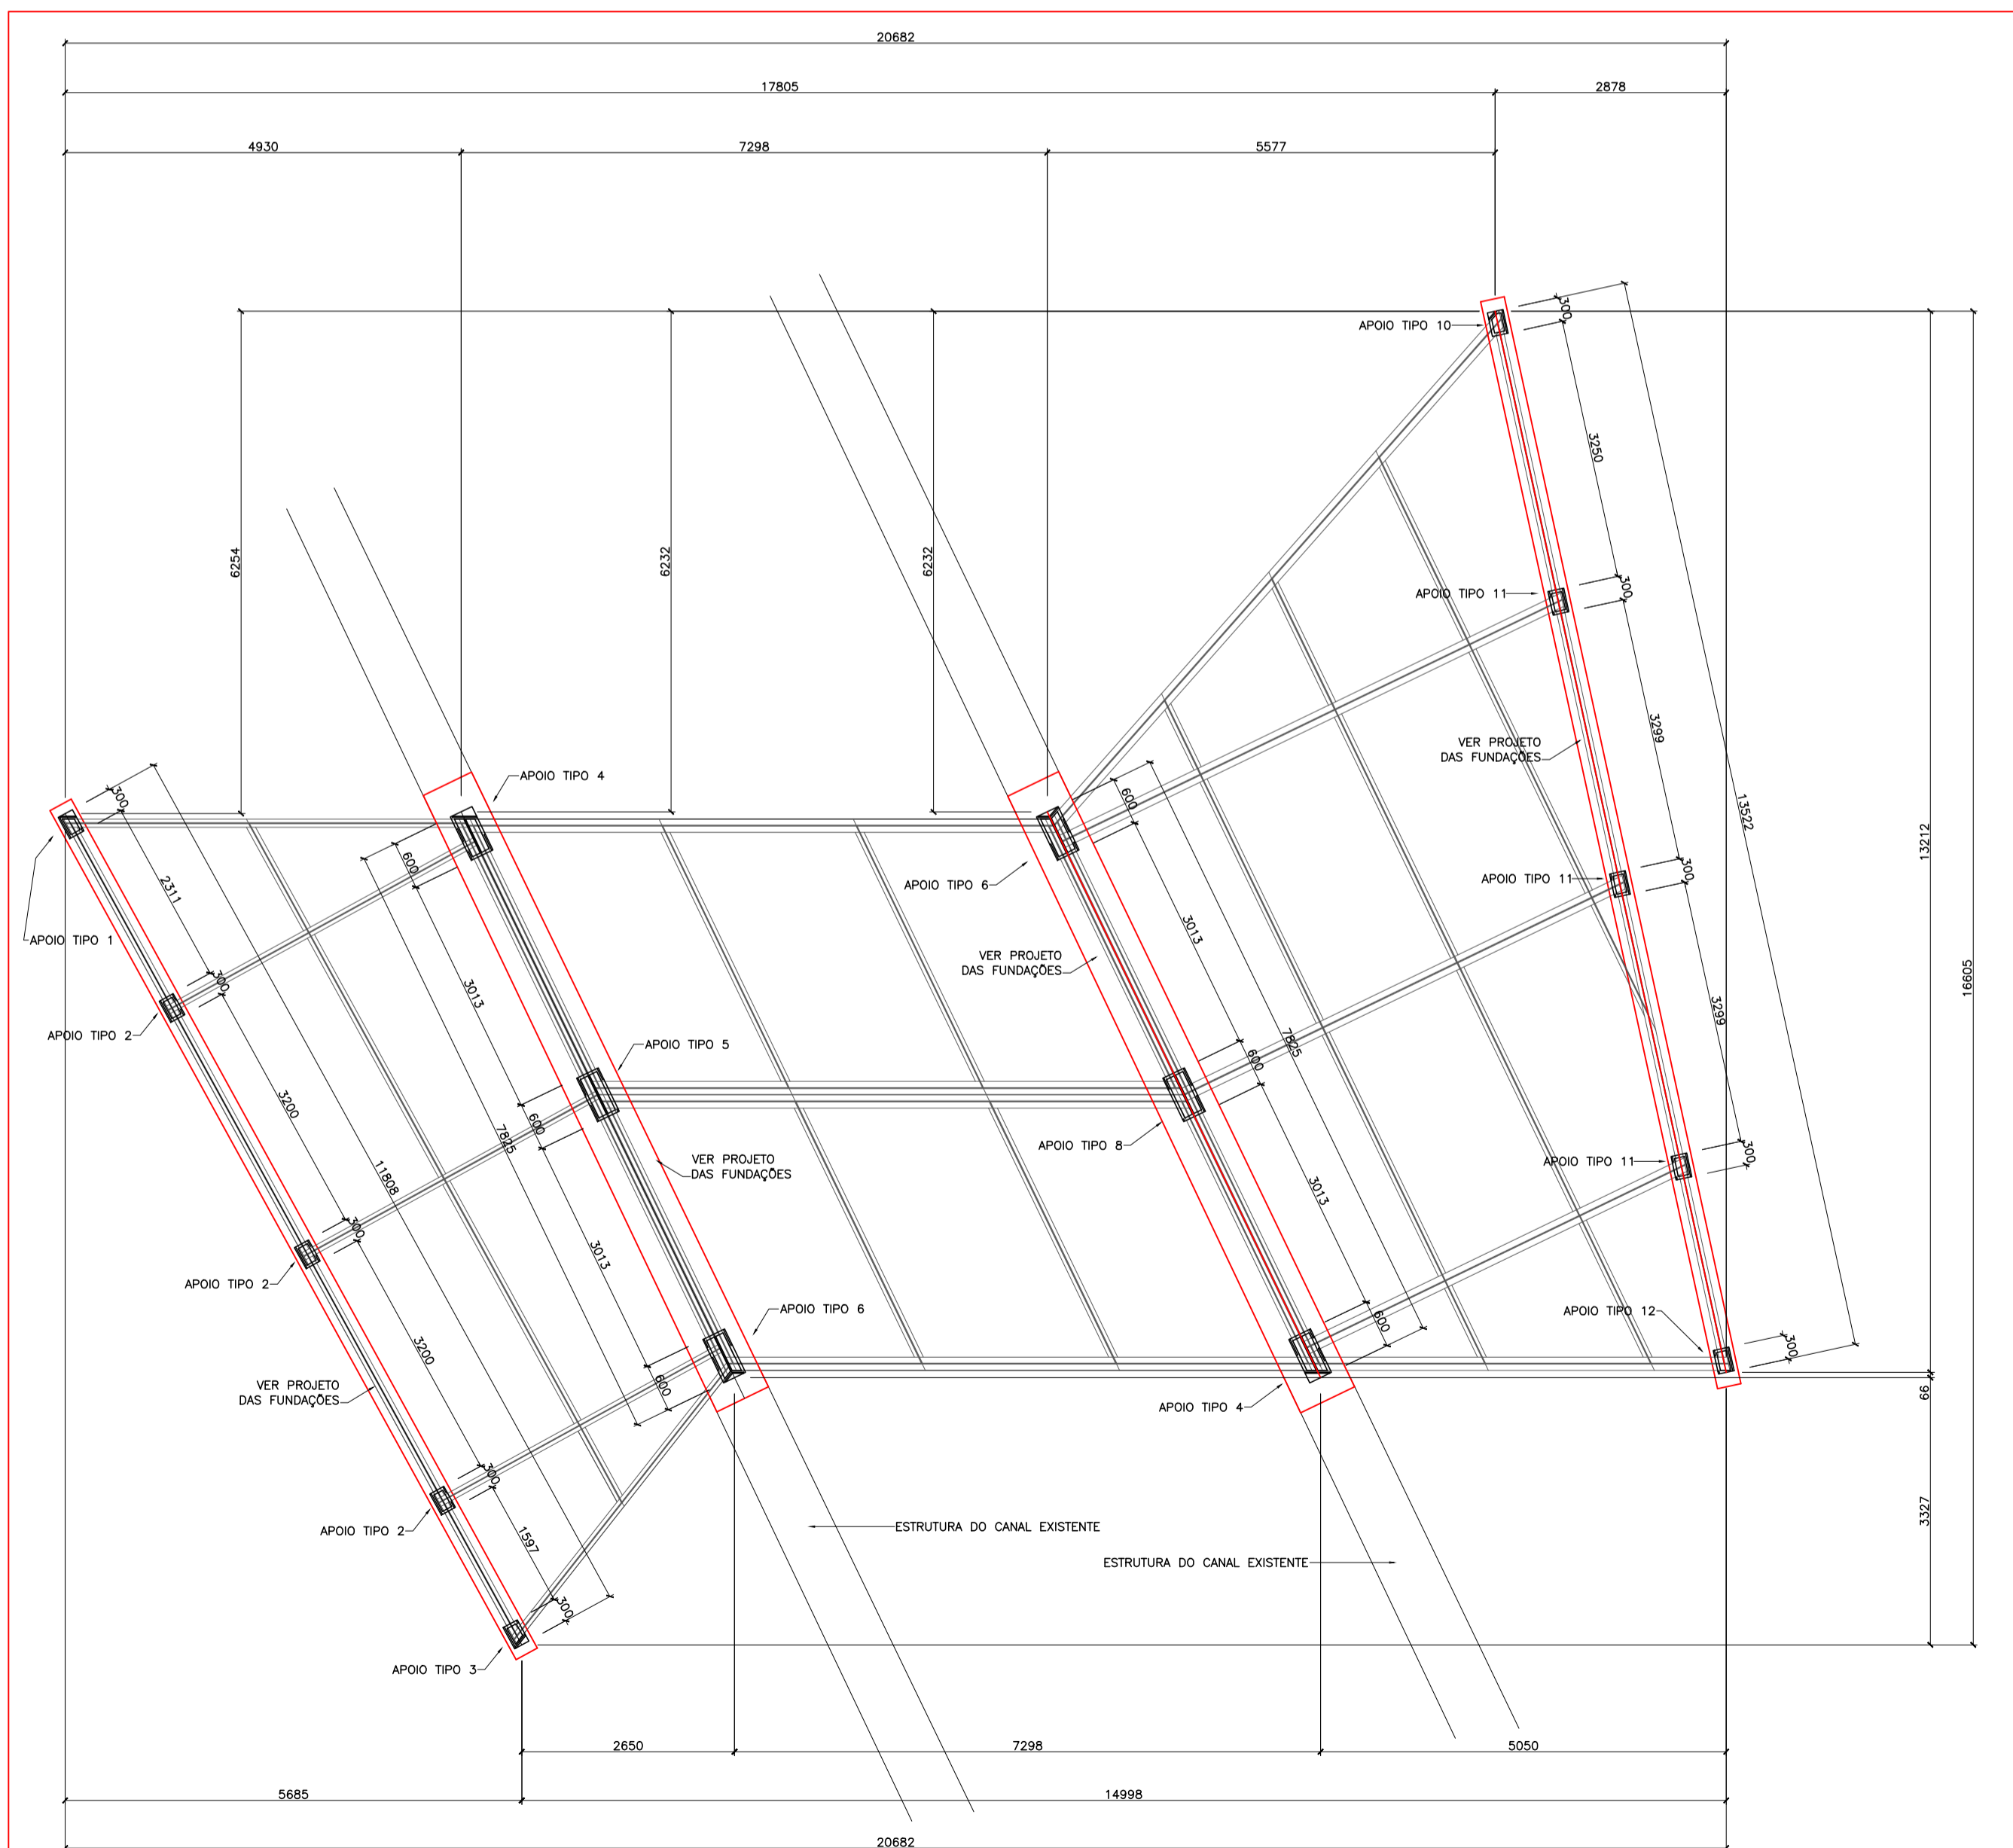 20682
17805
2878
4930
7298
5577
APOIO TIPO 10
300
3250
6254
6232
6232
300
APOIO TIPO 11
3299
VER PROJETO
DAS FUNDAÇÕES
13522
13212
16605
APOIO TIPO 4
300
600
600
2311
APOIO TIPO 6
APOIO TIPO 11
300
APOIO TIPO 1
3013
VER PROJETO
DAS FUNDAÇÕES
300
3013
3299
APOIO TIPO 2
APOIO TIPO 5
7825
600
3200
600
7825
APOIO TIPO 8
VER PROJETO
DAS FUNDAÇÕES
11808
300
APOIO TIPO 11
3013
300
3013
APOIO TIPO 2
APOIO TIPO 6
APOIO TIPO 12
600
300
3200
VER PROJETO
DAS FUNDAÇÕES
600
APOIO TIPO 4
66
300
3327
APOIO TIPO 2
1597
ESTRUTURA DO CANAL EXISTENTE
ESTRUTURA DO CANAL EXISTENTE
300
APOIO TIPO 3
2650
7298
5050
5685
14998
20682